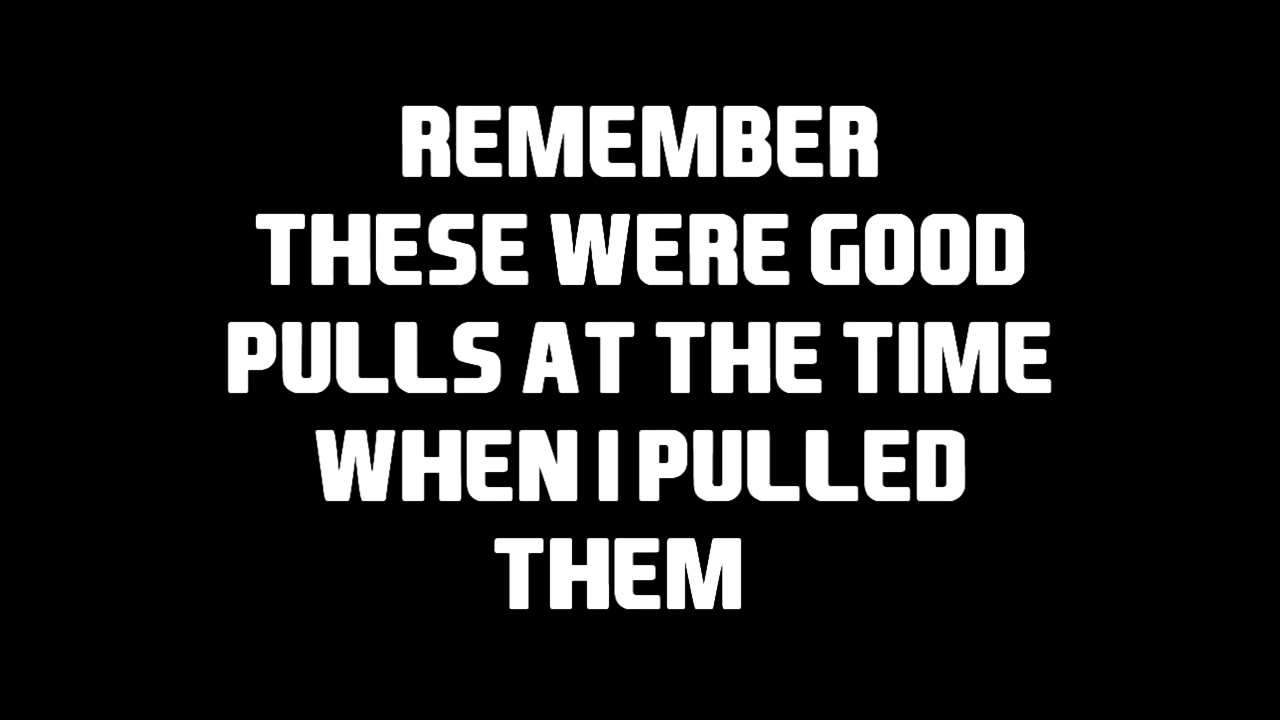 REMEMBER
THESE WERE GOOD
PULLS AT THE TIME
WHEN I PULLED
THEM